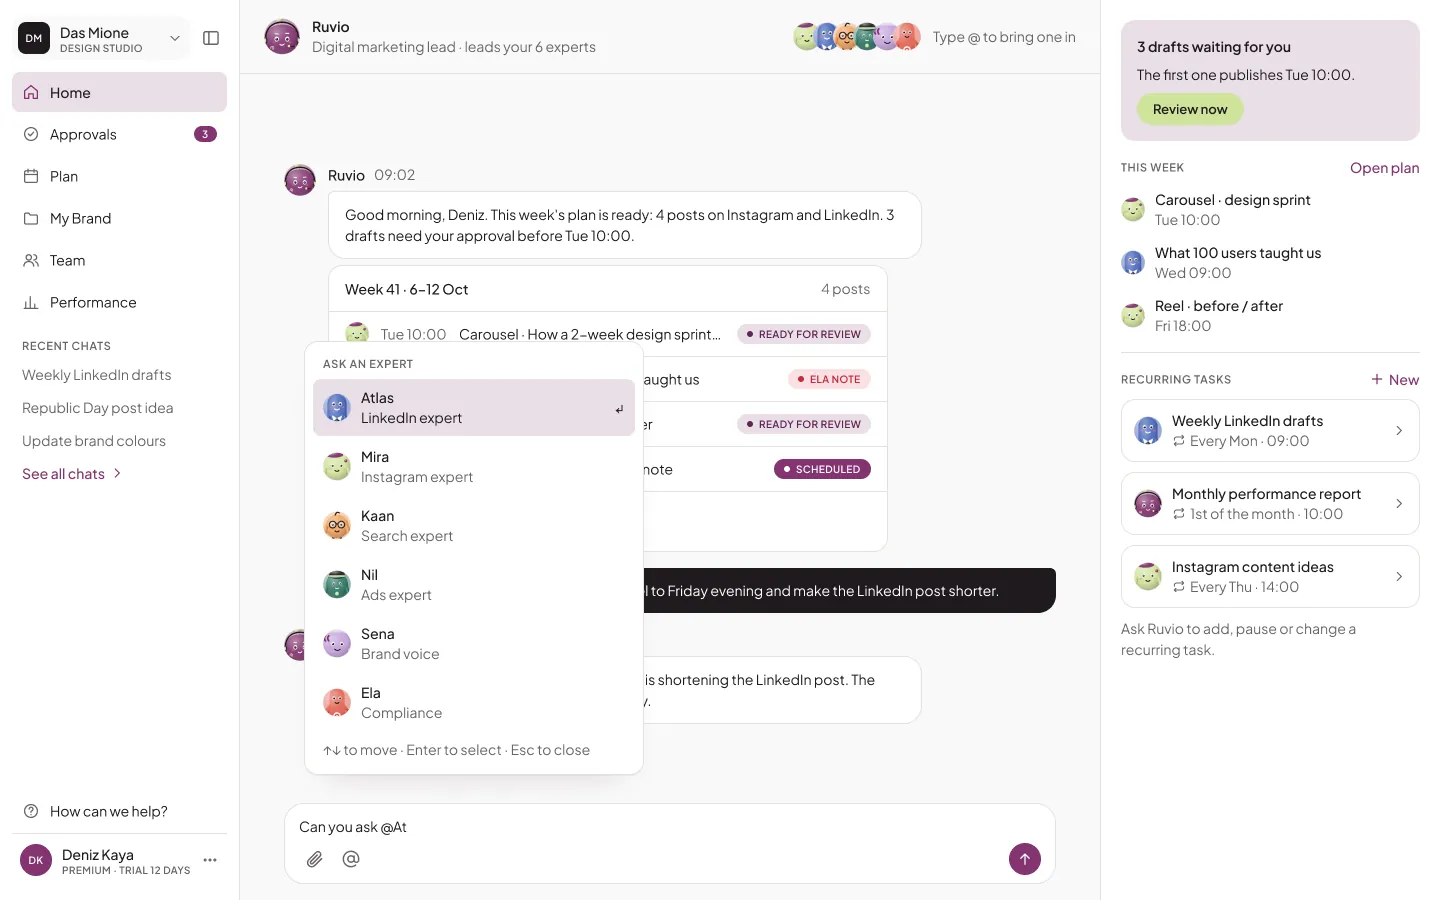 DM
Das Mione
DESIGN STUDIO
Home
Approvals
3
Plan
My Brand
Team
Performance
RECENT CHATS
Weekly LinkedIn drafts
Republic Day post idea
Update brand colours
See all chats
How can we help?
DK
Deniz Kaya
PREMIUM · TRIAL 12 DAYS
Ruvio
Digital marketing lead · leads your 6 experts
Type @ to bring one in
Ruvio 09:02
Good morning, Deniz. This week's plan is ready: 4 posts on Instagram and LinkedIn. 3
drafts need your approval before Tue 10:00.
Week 41 · 6–12 Oct
4 posts
Tue 10:00 Carousel · How a 2-week design sprint...
READY FOR REVIEW
aught us
ELA NOTE
er
READY FOR REVIEW
note
SCHEDULED
to Friday evening and make the LinkedIn post shorter.
is shortening the LinkedIn post. The
y.
ASK AN EXPERT
Atlas
LinkedIn expert
Mira
Instagram expert
Kaan
Search expert
Nil
Ads expert
Sena
Brand voice
Ela
Compliance
↑↓ to move · Enter to select · Esc to close
Can you ask @At
3 drafts waiting for you
The first one publishes Tue 10:00.
Review now
THIS WEEK
Open plan
Carousel · design sprint
Tue 10:00
What 100 users taught us
Wed 09:00
Reel · before / after
Fri 18:00
RECURRING TASKS
+ New
Weekly LinkedIn drafts
Every Mon · 09:00
Monthly performance report
1st of the month · 10:00
Instagram content ideas
Every Thu · 14:00
Ask Ruvio to add, pause or change a
recurring task.